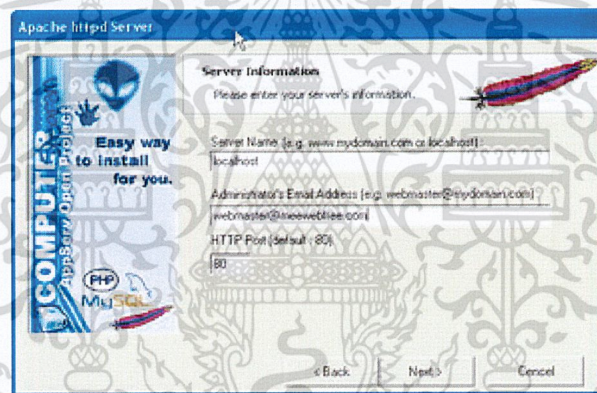 Apache httpd Server
Server Information
Please enter your server's information.
Easy way
to install
for you.
COMPUTER
AppServ Open Project
Server Name (e.g. www.mydomain.com or localhost) :
localhost
Administrator's Email Address (e.g. webmaster@mydomain.com)
HTTP Port (default : 80)
80
PHP
MySQL
< Back
Next >
Cancel